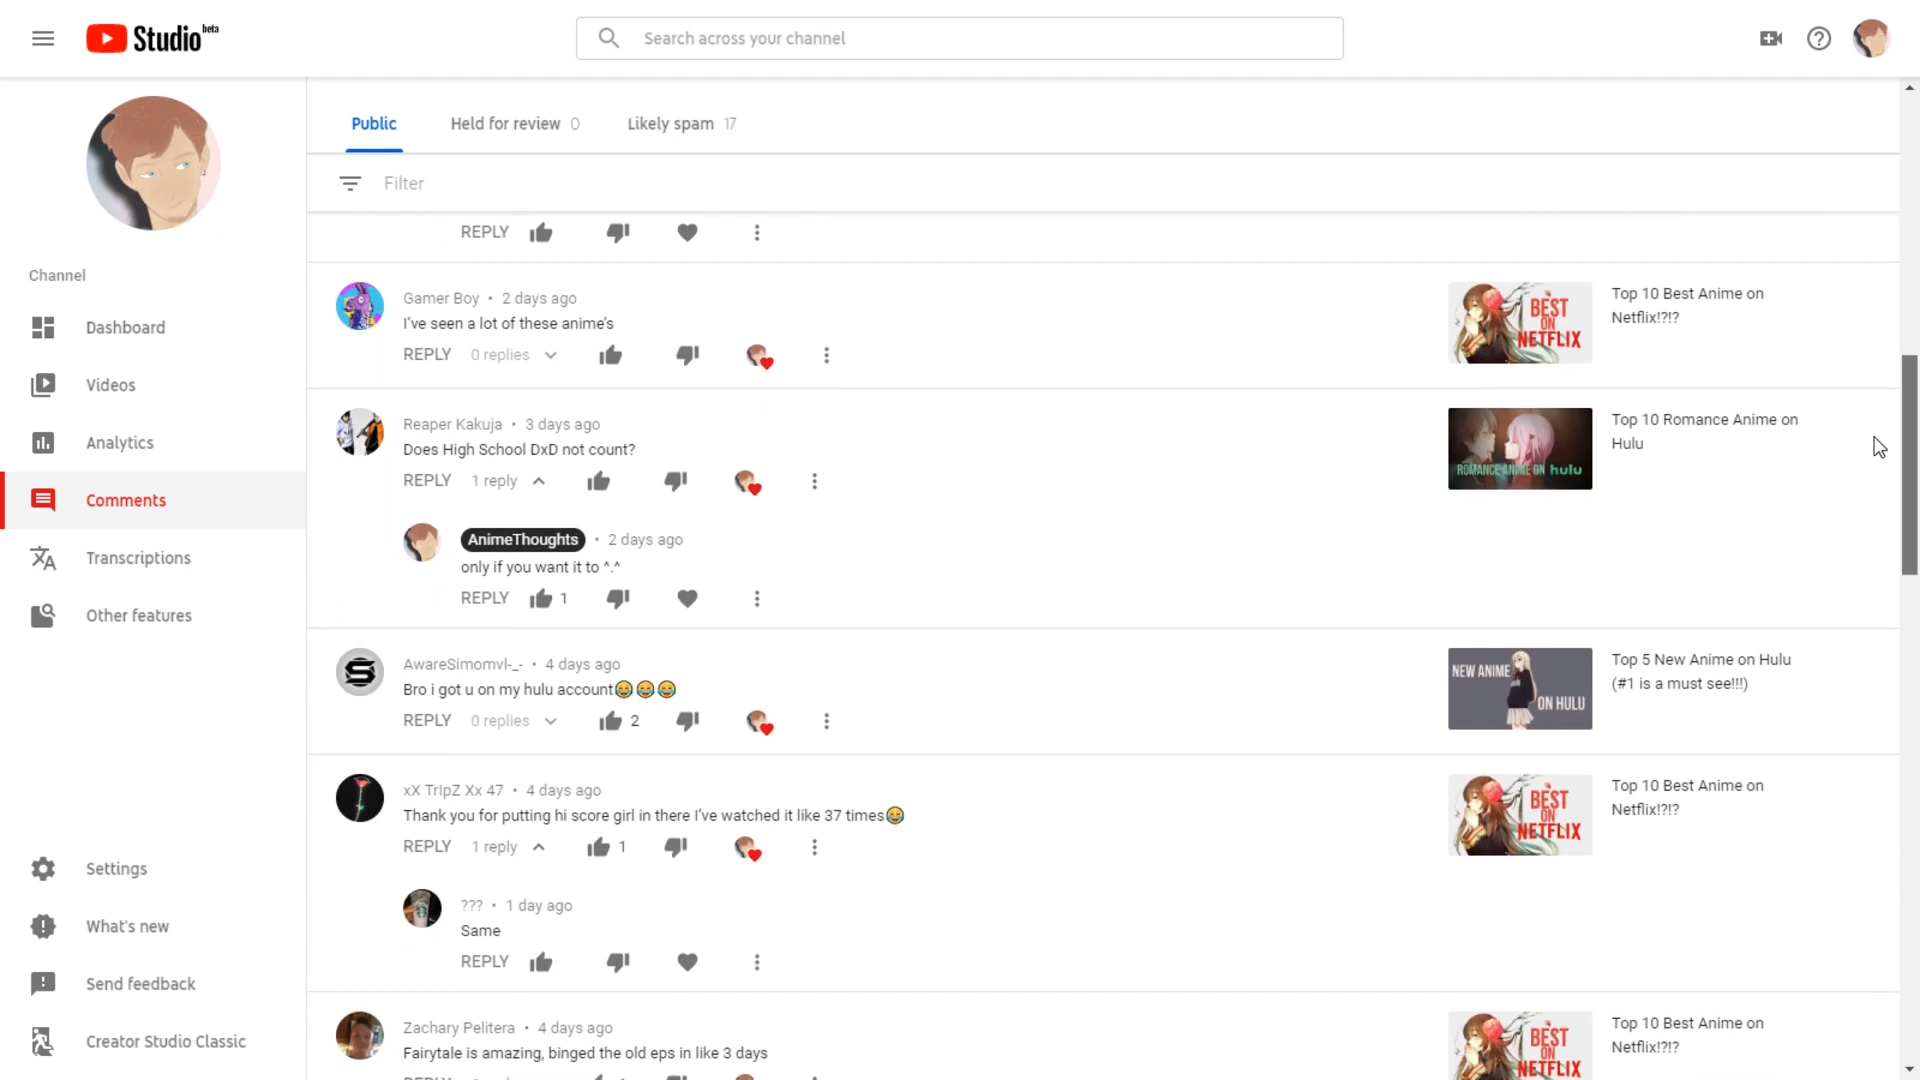 Studio beta
Search across your channel
Channel
Dashboard
Videos
Analytics
Comments
Transcriptions
Other features
Settings
What's new
Send feedback
Creator Studio Classic
Public
Held for review 0
Likely spam 17
Filter
REPLY
Gamer Boy • 2 days ago
I've seen a lot of these anime's
REPLY 0 replies
BEST
ON
NETFLIX
Top 10 Best Anime on
Netflix!?!?
Reaper Kakuja • 3 days ago
Does High School DxD not count?
REPLY 1 reply
ROMANCE ANIME ON hulu
Top 10 Romance Anime on
Hulu
AnimeThoughts • 2 days ago
only if you want it to ^.^
REPLY 1
AwareSimomvl-_- • 4 days ago
Bro i got u on my hulu account😂😂😂
REPLY 0 replies 2
NEW ANIME
ON HULU
Top 5 New Anime on Hulu
(#1 is a must see!!!)
xX TrIpZ Xx 47 • 4 days ago
Thank you for putting hi score girl in there I've watched it like 37 times😂
REPLY 1 reply 1
BEST
ON
NETFLIX
Top 10 Best Anime on
Netflix!?!?
??? • 1 day ago
Same
REPLY
Zachary Pelitera • 4 days ago
Fairytale is amazing, binged the old eps in like 3 days
BEST
ON
NETFLIX
Top 10 Best Anime on
Netflix!?!?